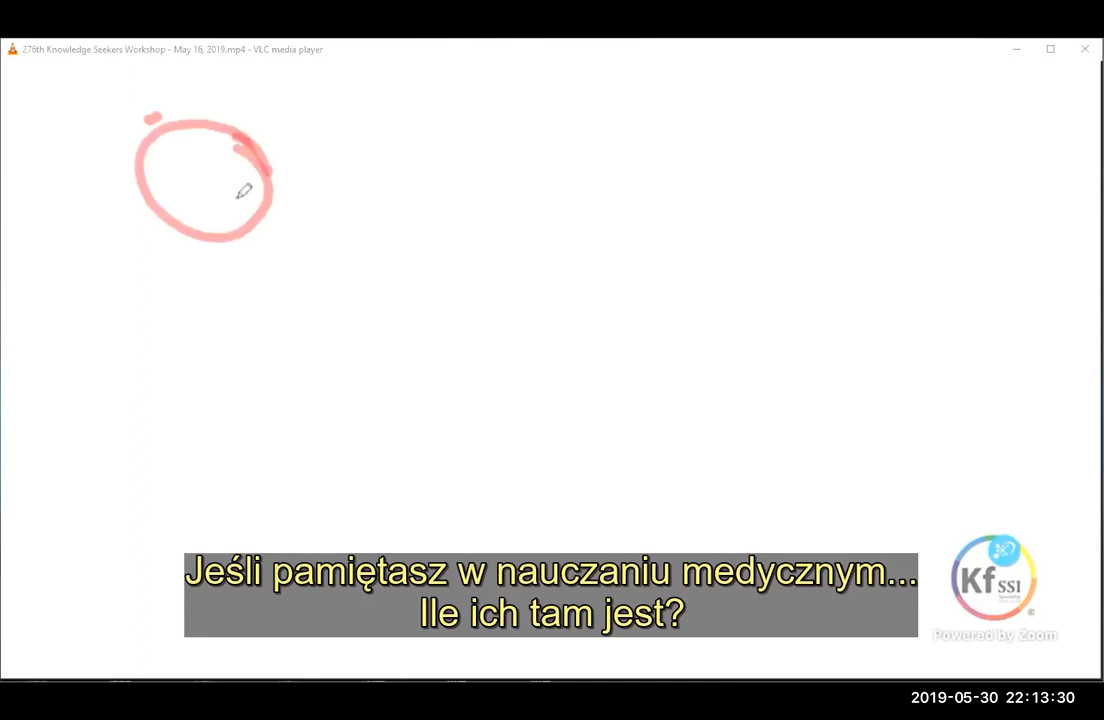 276th Knowledge Seekers Workshop - May 16, 2019.mp4 - VLC media player
Jeśli pamiętasz w nauczaniu medycznym...
Ile ich tam jest?
Kf SSI
©
Powered by Zoom
2019-05-30 22:13:30